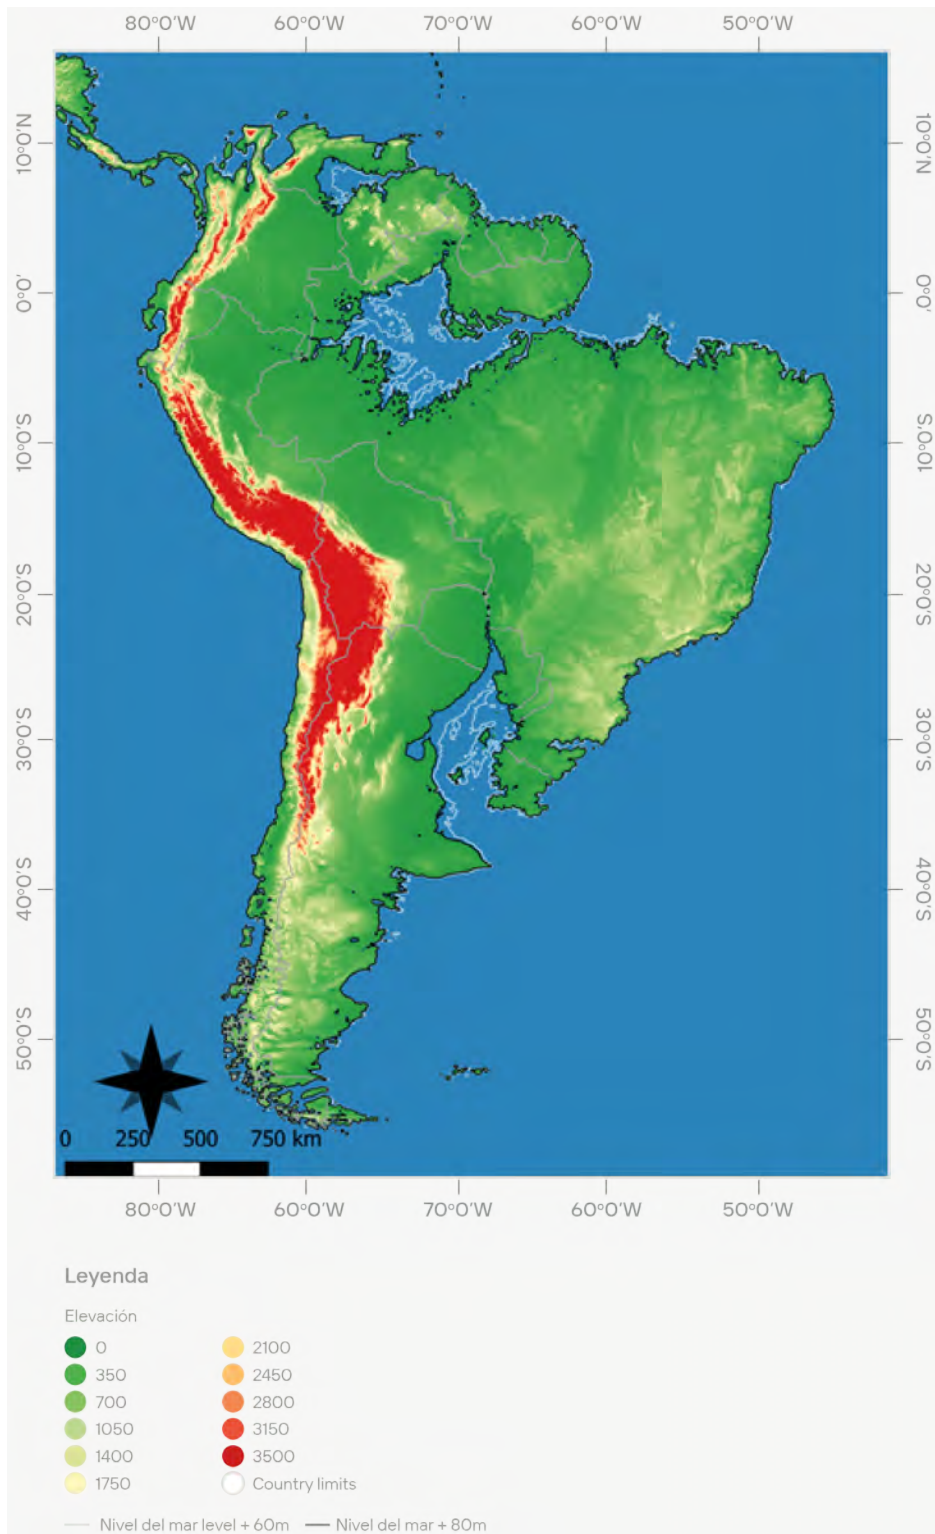 80°0'W 60°0'W 70°0'W 60°0'W 50°0'W
10°0'N 10°0'N
0°0' 0°0'
10°0'S 10°0'S
20°0'S 20°0'S
30°0'S 30°0'S
40°0'S 40°0'S
50°0'S 50°0'S
0 250 500 750 km
80°0'W 60°0'W 70°0'W 60°0'W 50°0'W
Leyenda
Elevación
0 2100
350 2450
700 2800
1050 3150
1400 3500
1750 Country limits
Nivel del mar level + 60m Nivel del mar + 80m